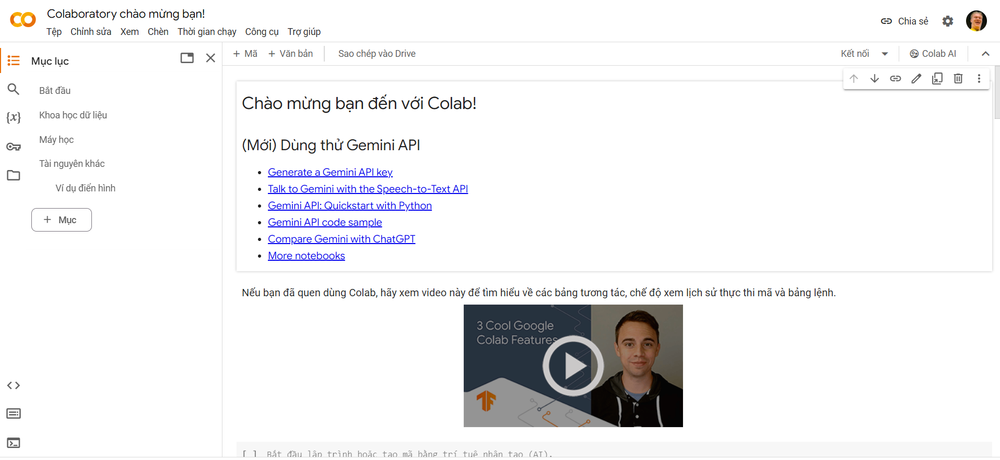 Colaboratory chào mừng bạn!
Tệp Chỉnh sửa Xem Chèn Thời gian chạy Công cụ Trợ giúp
Chia sẻ
Mục lục
Bắt đầu
Khoa học dữ liệu
Máy học
Tài nguyên khác
Ví dụ điển hình
+ Mục
{x}
+ Mã + Văn bản Sao chép vào Drive
Kết nối Colab AI
Chào mừng bạn đến với Colab!
(Mới) Dùng thử Gemini API
• Generate a Gemini API key
• Talk to Gemini with the Speech-to-Text API
• Gemini API: Quickstart with Python
• Gemini API code sample
• Compare Gemini with ChatGPT
• More notebooks
Nếu bạn đã quen dùng Colab, hãy xem video này để tìm hiểu về các bảng tương tác, chế độ xem lịch sử thực thi mã và bảng lệnh.
3 Cool Google
Colab Features
[ ] Bắt đầu lập trình hoặc tạo mã bằng trí tuệ nhân tạo (AI).